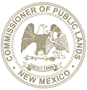 COMMISSIONER OF PUBLIC LANDS
NEW MEXICO